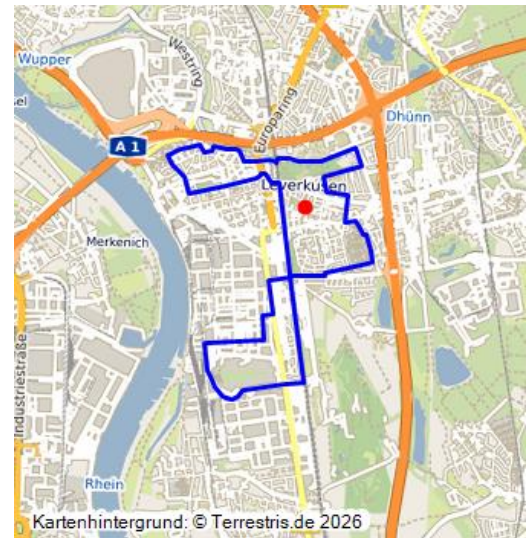 Wupper
Westring
Europaring
Dhünn
A 1
Leverkusen
Merkenich
Industriestraße
Rhein
Kartenhintergrund: © Terrestris.de 2026